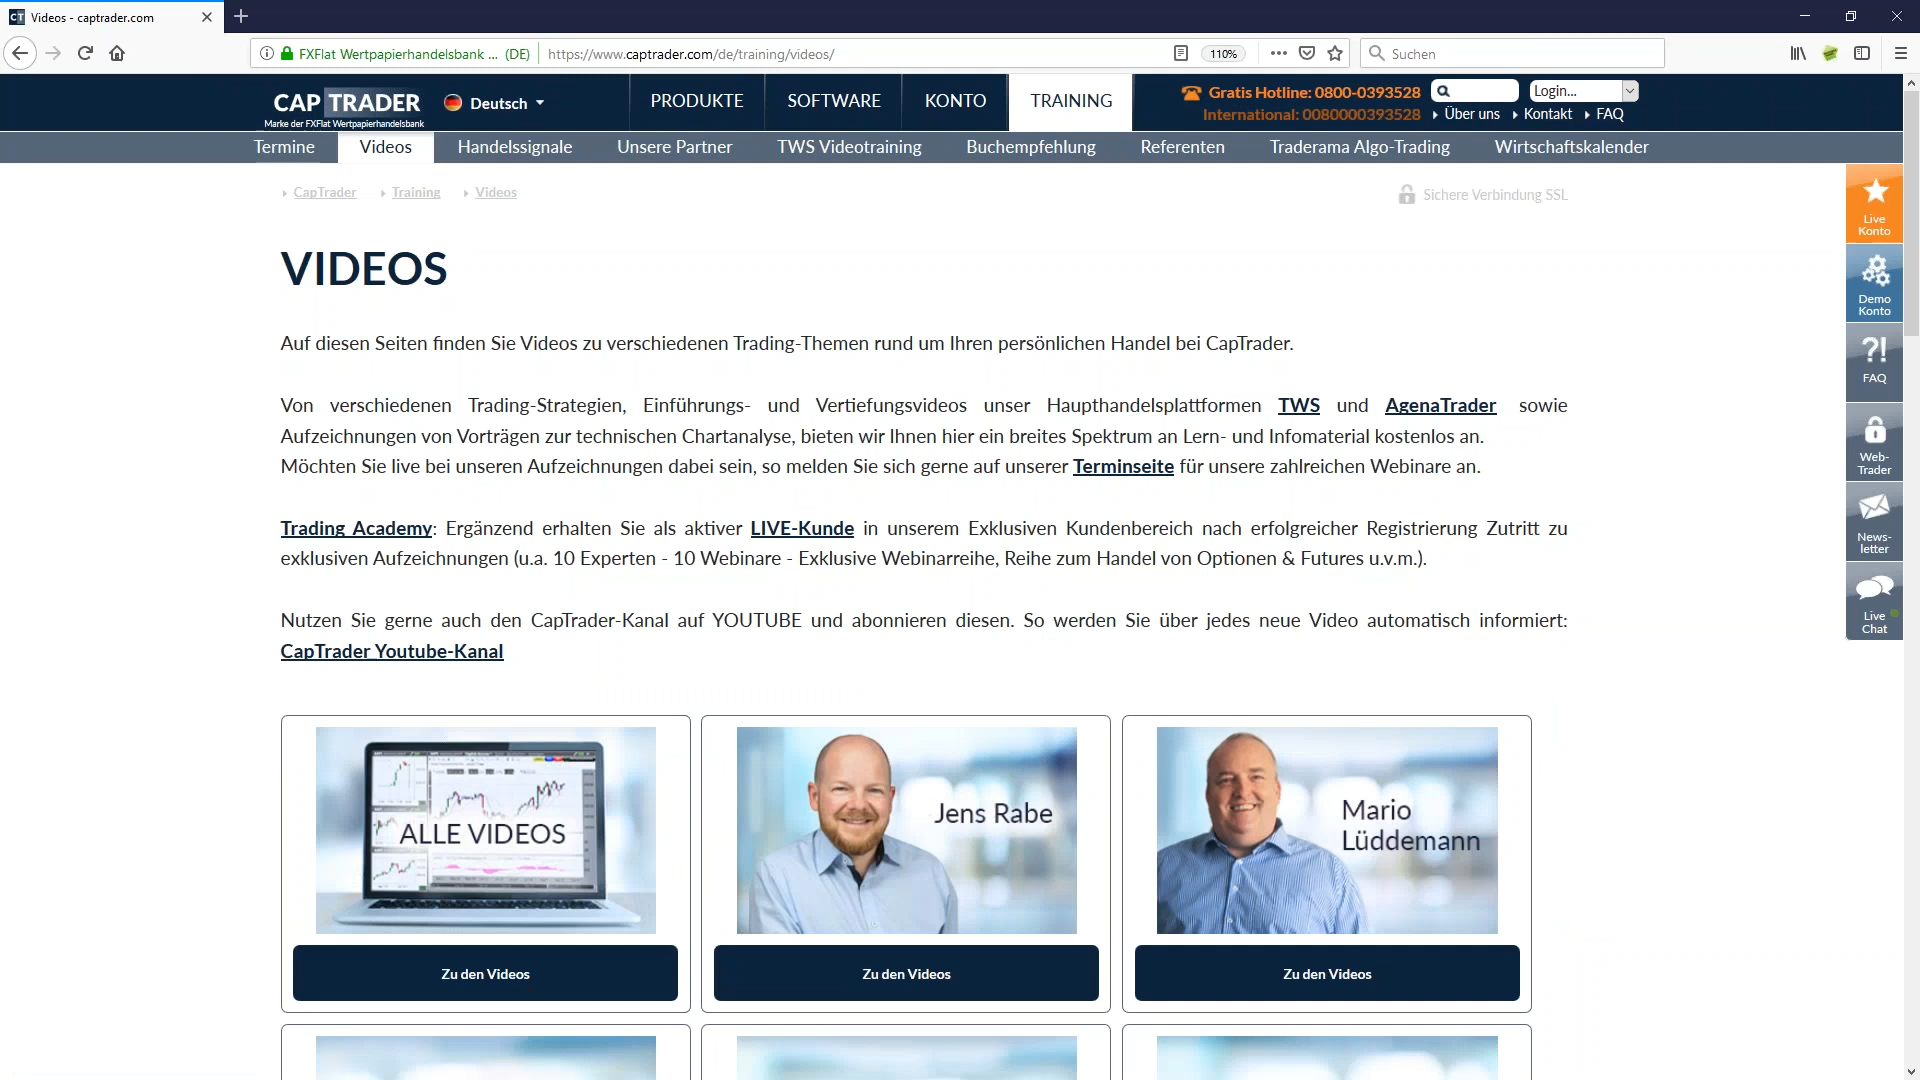 Videos - captrader.com
FXFlat Wertpapierhandelsbank ... (DE)
https://www.captrader.com/de/training/videos/
110%
Suchen
CAP TRADER
Marke der FXFlat Wertpapierhandelsbank
Deutsch
PRODUKTE
SOFTWARE
KONTO
TRAINING
Gratis Hotline: 0800-0393528
International: 0080000393528
Login...
Über uns
Kontakt
FAQ
Termine
Videos
Handelssignale
Unsere Partner
TWS Videotraining
Buchempfehlung
Referenten
Traderama Algo-Trading
Wirtschaftskalender
CapTrader
Training
Videos
Sichere Verbindung SSL
VIDEOS
Auf diesen Seiten finden Sie Videos zu verschiedenen Trading-Themen rund um Ihren persönlichen Handel bei CapTrader.
Von verschiedenen Trading-Strategien, Einführungs- und Vertiefungsvideos unser Haupthandelsplattformen TWS und AgenaTrader sowie
Aufzeichnungen von Vorträgen zur technischen Chartanalyse, bieten wir Ihnen hier ein breites Spektrum an Lern- und Infomaterial kostenlos an.
Möchten Sie live bei unseren Aufzeichnungen dabei sein, so melden Sie sich gerne auf unserer Terminseite für unsere zahlreichen Webinare an.
Trading Academy: Ergänzend erhalten Sie als aktiver LIVE-Kunde in unserem Exklusiven Kundenbereich nach erfolgreicher Registrierung Zutritt zu
exklusiven Aufzeichnungen (u.a. 10 Experten - 10 Webinare - Exklusive Webinarreihe, Reihe zum Handel von Optionen & Futures u.v.m.).
Nutzen Sie gerne auch den CapTrader-Kanal auf YOUTUBE und abonnieren diesen. So werden Sie über jedes neue Video automatisch informiert:
CapTrader Youtube-Kanal
ALLE VIDEOS
Jens Rabe
Mario
Lüddemann
Zu den Videos
Zu den Videos
Zu den Videos
Live
Konto
Demo
Konto
?!
FAQ
Web-
Trader
News-
letter
Live
Chat